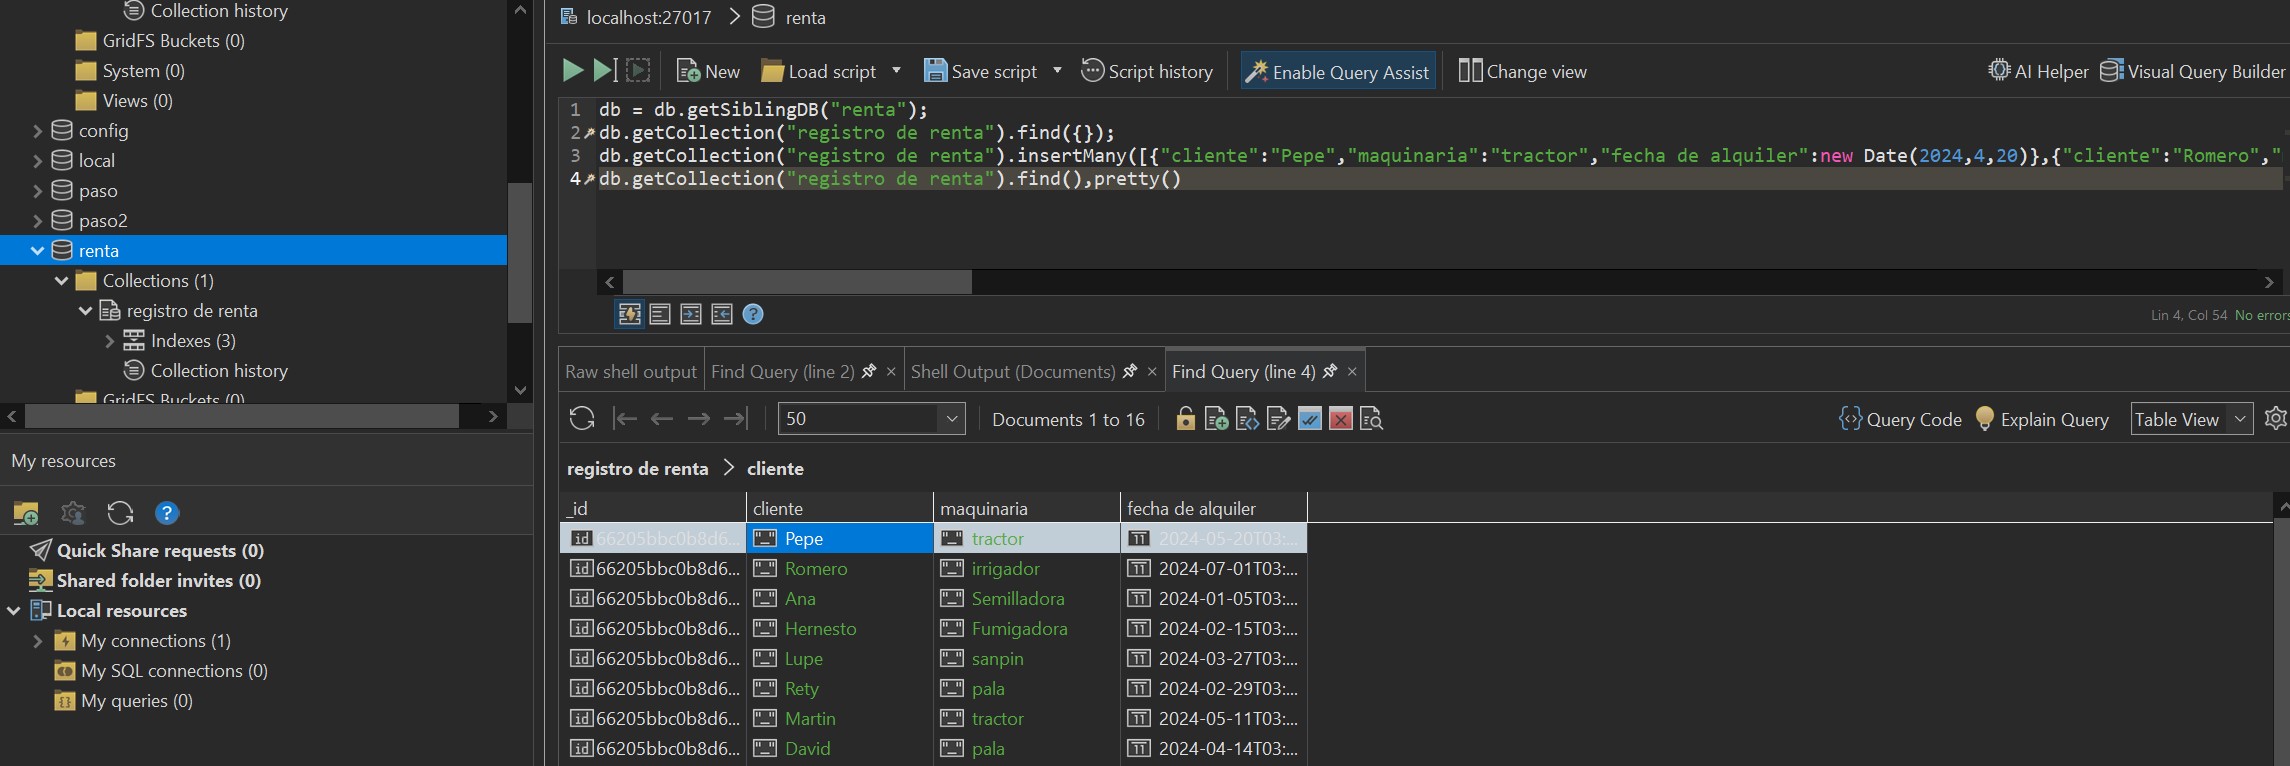 Collection history
GridFS Buckets (0)
System (0)
Views (0)
config
local
paso
paso2
renta
Collections (1)
registro de renta
Indexes (3)
Collection history
GridFS Buckets (0)
My resources
Quick Share requests (0)
Shared folder invites (0)
Local resources
My connections (1)
My SQL connections (0)
My queries (0)
localhost:27017 > renta
New Load script Save script Script history Enable Query Assist Change view AI Helper Visual Query Builder
1 db = db.getSiblingDB("renta");
2 db.getCollection("registro de renta").find({});
3 db.getCollection("registro de renta").insertMany([{"cliente":"Pepe","maquinaria":"tractor","fecha de alquiler":new Date(2024,4,20)},{"cliente":"Romero","
4 db.getCollection("registro de renta").find(),pretty()
Lin 4, Col 54 No errors
Raw shell output Find Query (line 2) Shell Output (Documents) Find Query (line 4)
50 Documents 1 to 16 Query Code Explain Query Table View
registro de renta > cliente
_id cliente maquinaria fecha de alquiler
66205bbc0b8d6... Pepe tractor 2024-05-20T03:...
66205bbc0b8d6... Romero irrigador 2024-07-01T03:...
66205bbc0b8d6... Ana Semilladora 2024-01-05T03:...
66205bbc0b8d6... Hernesto Fumigadora 2024-02-15T03:...
66205bbc0b8d6... Lupe sanpin 2024-03-27T03:...
66205bbc0b8d6... Rety pala 2024-02-29T03:...
66205bbc0b8d6... Martin tractor 2024-05-11T03:...
66205bbc0b8d6... David pala 2024-04-14T03:...